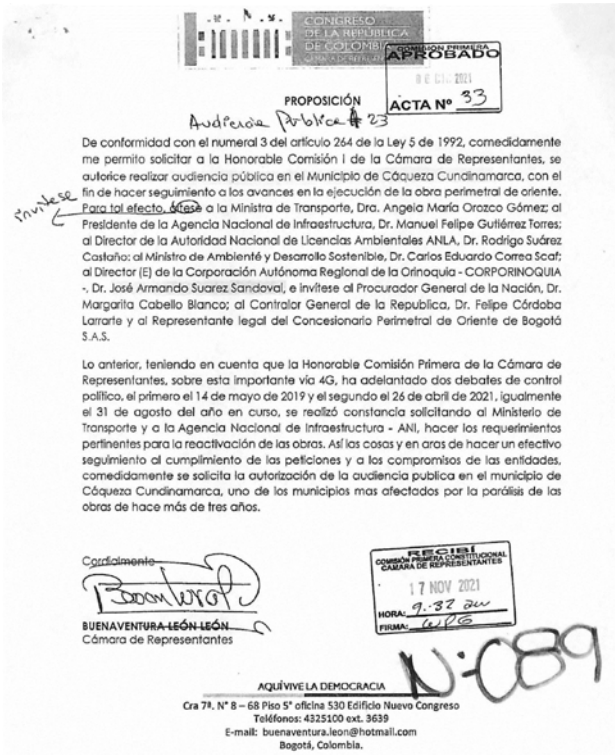 CONGRESO
DE LA REPÚBLICA
DE COLOMBIA
COMISIÓN PRIMERA
APROBADO
2021
ACTA Nº 33
PROPOSICIÓN
Audiencia Pública # 23
De conformidad con el numeral 3 del artículo 264 de la Ley 5 de 1992, comedidamente
me permito solicitar a la Honorable Comisión I de la Cámara de Representantes, se
autorice realizar audiencia pública en el Municipio de Cáqueza Cundinamarca, con el
fin de hacer seguimiento a los avances en la ejecución de la obra perimetral de oriente.
invitese
Para tal efecto, cítese a la Ministra de Transporte, Dra. Angela María Orozco Gómez; al
Presidente de la Agencia Nacional de Infraestructura, Dr. Manuel Felipe Gutiérrez Torres;
al Director de la Autoridad Nacional de Licencias Ambientales ANLA, Dr. Rodrigo Suárez
Castaño; al Ministro de Ambiente y Desarrollo Sostenible, Dr. Carlos Eduardo Correa Scaf;
al Director (E) de la Corporación Autónoma Regional de la Orinoquia - CORPORINOQUIA
-, Dr. José Armando Suarez Sandoval, e invítese al Procurador General de la Nación, Dr.
Margarita Cabello Blanco; al Contralor General de la Republica, Dr. Felipe Córdoba
Larrarte y al Representante legal del Concesionario Perimetral de Oriente de Bogotá
S.A.S.
Lo anterior, teniendo en cuenta que la Honorable Comisión Primera de la Cámara de
Representantes, sobre esta importante vía 4G, ha adelantado dos debates de control
político, el primero el 14 de mayo de 2019 y el segundo el 26 de abril de 2021, igualmente
el 31 de agosto del año en curso, se realizó constancia solicitando al Ministerio de
Transporte y a la Agencia Nacional de Infraestructura - ANI, hacer los requerimientos
pertinentes para la reactivación de las obras. Así las cosas y en aras de hacer un efectivo
seguimiento al cumplimiento de las peticiones y a los compromisos de las entidades,
comedidamente se solicita la autorización de la audiencia publica en el municipio de
Cáqueza Cundinamarca, uno de los municipios mas afectados por la parálisis de las
obras de hace más de tres años.
Cordialmente
BUENAVENTURA LEÓN LEÓN
Cámara de Representantes
RECIBÍ
COMISIÓN PRIMERA CONSTITUCIONAL
CAMARA DE REPRESENTANTES
17 NOV 2021
HORA: 9:32 am
FIRMA:
N:089
AQUÍ VIVE LA DEMOCRACIA
Cra 7ª. N° 8 – 68 Piso 5° oficina 530 Edificio Nuevo Congreso
Teléfonos: 4325100 ext. 3639
E-mail: buenaventura.leon@hotmail.com
Bogotá, Colombia.